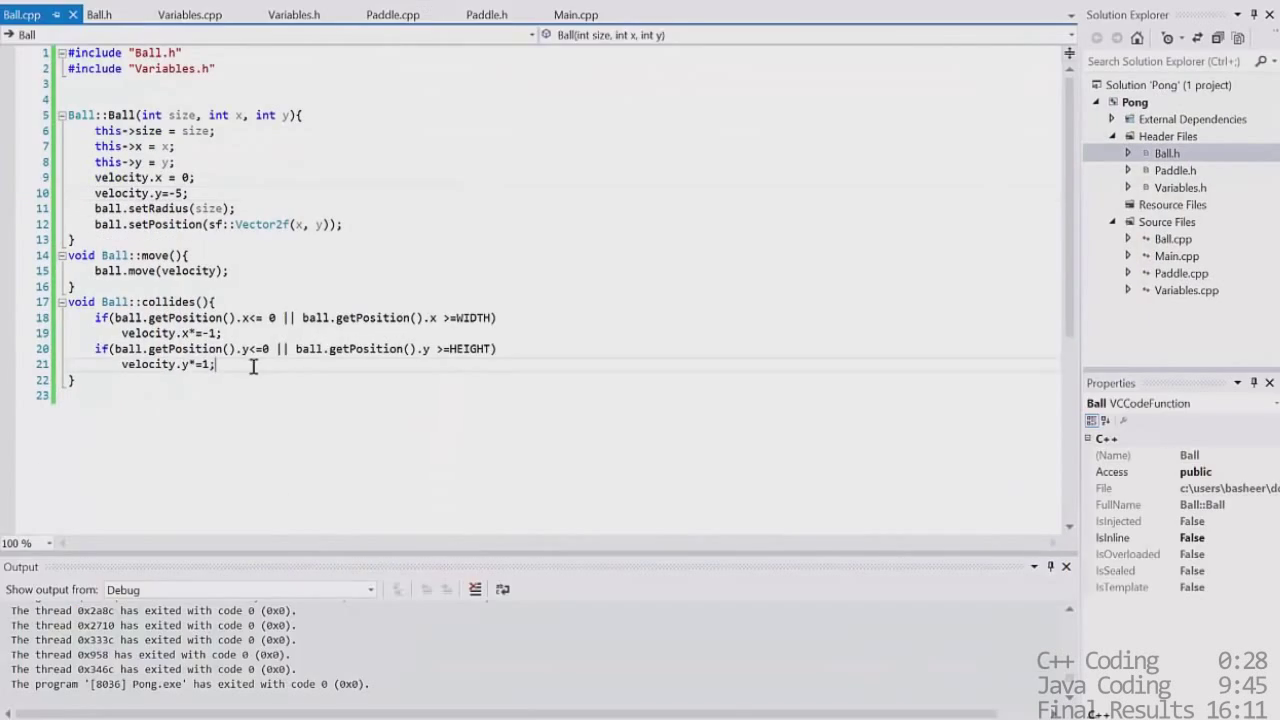 Ball.cpp Ball.h Variables.cpp Variables.h Paddle.cpp Paddle.h Main.cpp
Ball Ball(int size, int x, int y)
1 #include "Ball.h"
2 #include "Variables.h"
3
4
5 Ball::Ball(int size, int x, int y){
6 this->size = size;
7 this->x = x;
8 this->y = y;
9 velocity.x = 0;
10 velocity.y=-5;
11 ball.setRadius(size);
12 ball.setPosition(sf::Vector2f(x, y));
13 }
14 void Ball::move(){
15 ball.move(velocity);
16 }
17 void Ball::collides(){
18 if(ball.getPosition().x<= 0 || ball.getPosition().x >=WIDTH)
19 velocity.x*=-1;
20 if(ball.getPosition().y<=0 || ball.getPosition().y >=HEIGHT)
21 velocity.y*=1;
22 }
23
100 %
Output
Show output from: Debug
The thread 0x2a8c has exited with code 0 (0x0).
The thread 0x2710 has exited with code 0 (0x0).
The thread 0x333c has exited with code 0 (0x0).
The thread 0x958 has exited with code 0 (0x0).
The thread 0x346c has exited with code 0 (0x0).
The program '[8036] Pong.exe' has exited with code 0 (0x0).
Solution Explorer
Search Solution Explorer (Ctrl+;)
Solution 'Pong' (1 project)
Pong
External Dependencies
Header Files
Ball.h
Paddle.h
Variables.h
Resource Files
Source Files
Ball.cpp
Main.cpp
Paddle.cpp
Variables.cpp
Properties
Ball VCCodeFunction
C++
(Name) Ball
Access public
File c:\users\basheer\do
FullName Ball::Ball
IsInjected False
IsInline False
IsOverloaded False
IsSealed False
IsTemplate False
C++ Coding 0:28
Java Coding 9:45
Final Results 16:11
C++